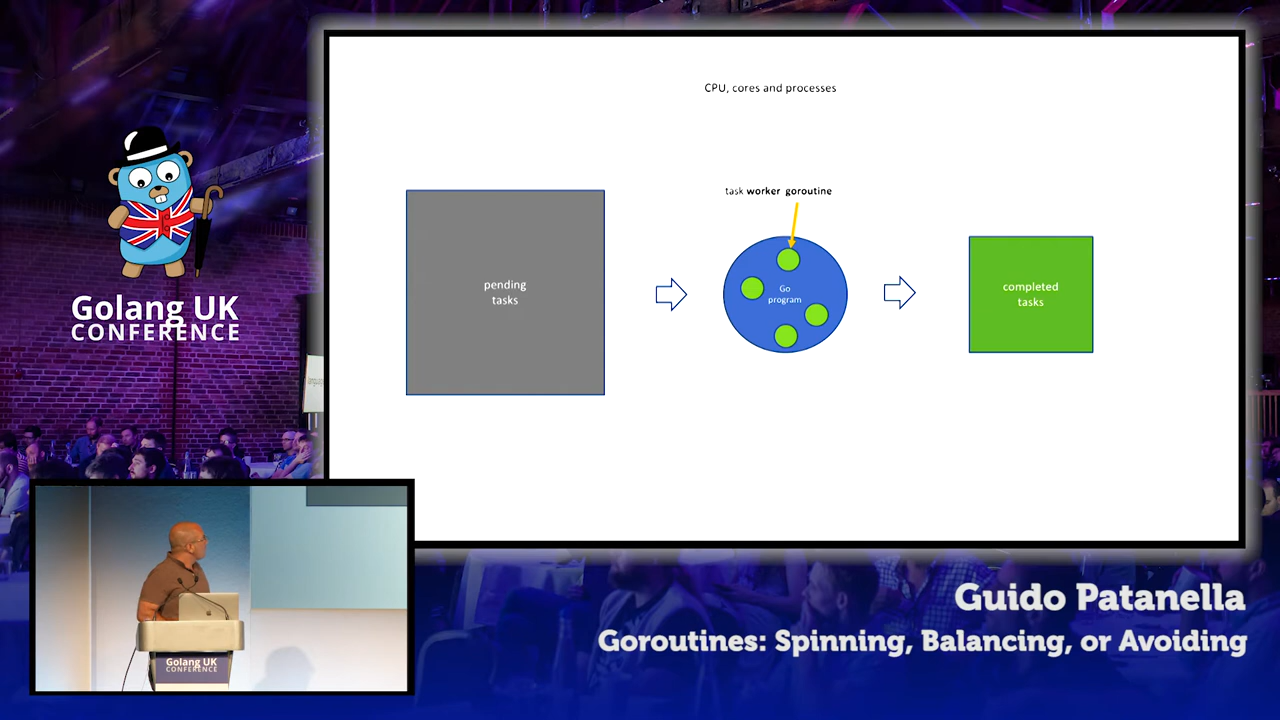 CPU, cores and processes
task worker goroutine
pending
tasks
Go
program
completed
tasks
Golang UK
CONFERENCE
Golang UK
CONFERENCE
Guido Patanella
Goroutines: Spinning, Balancing, or Avoiding